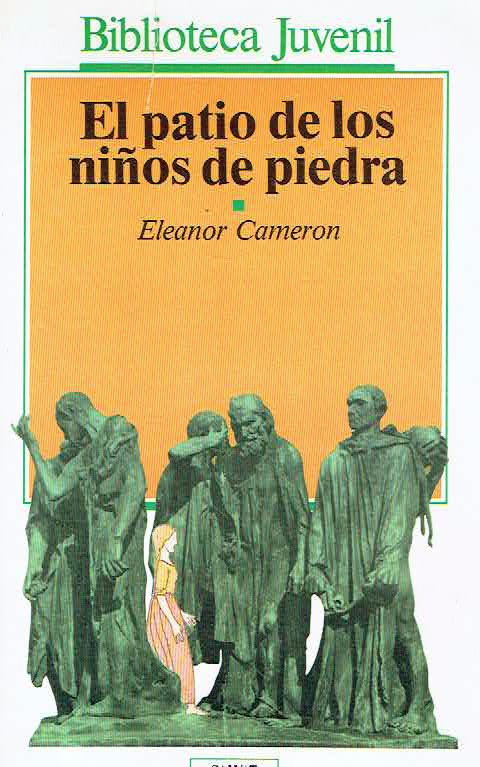 Biblioteca Juvenil
El patio de los
niños de piedra
Eleanor Cameron